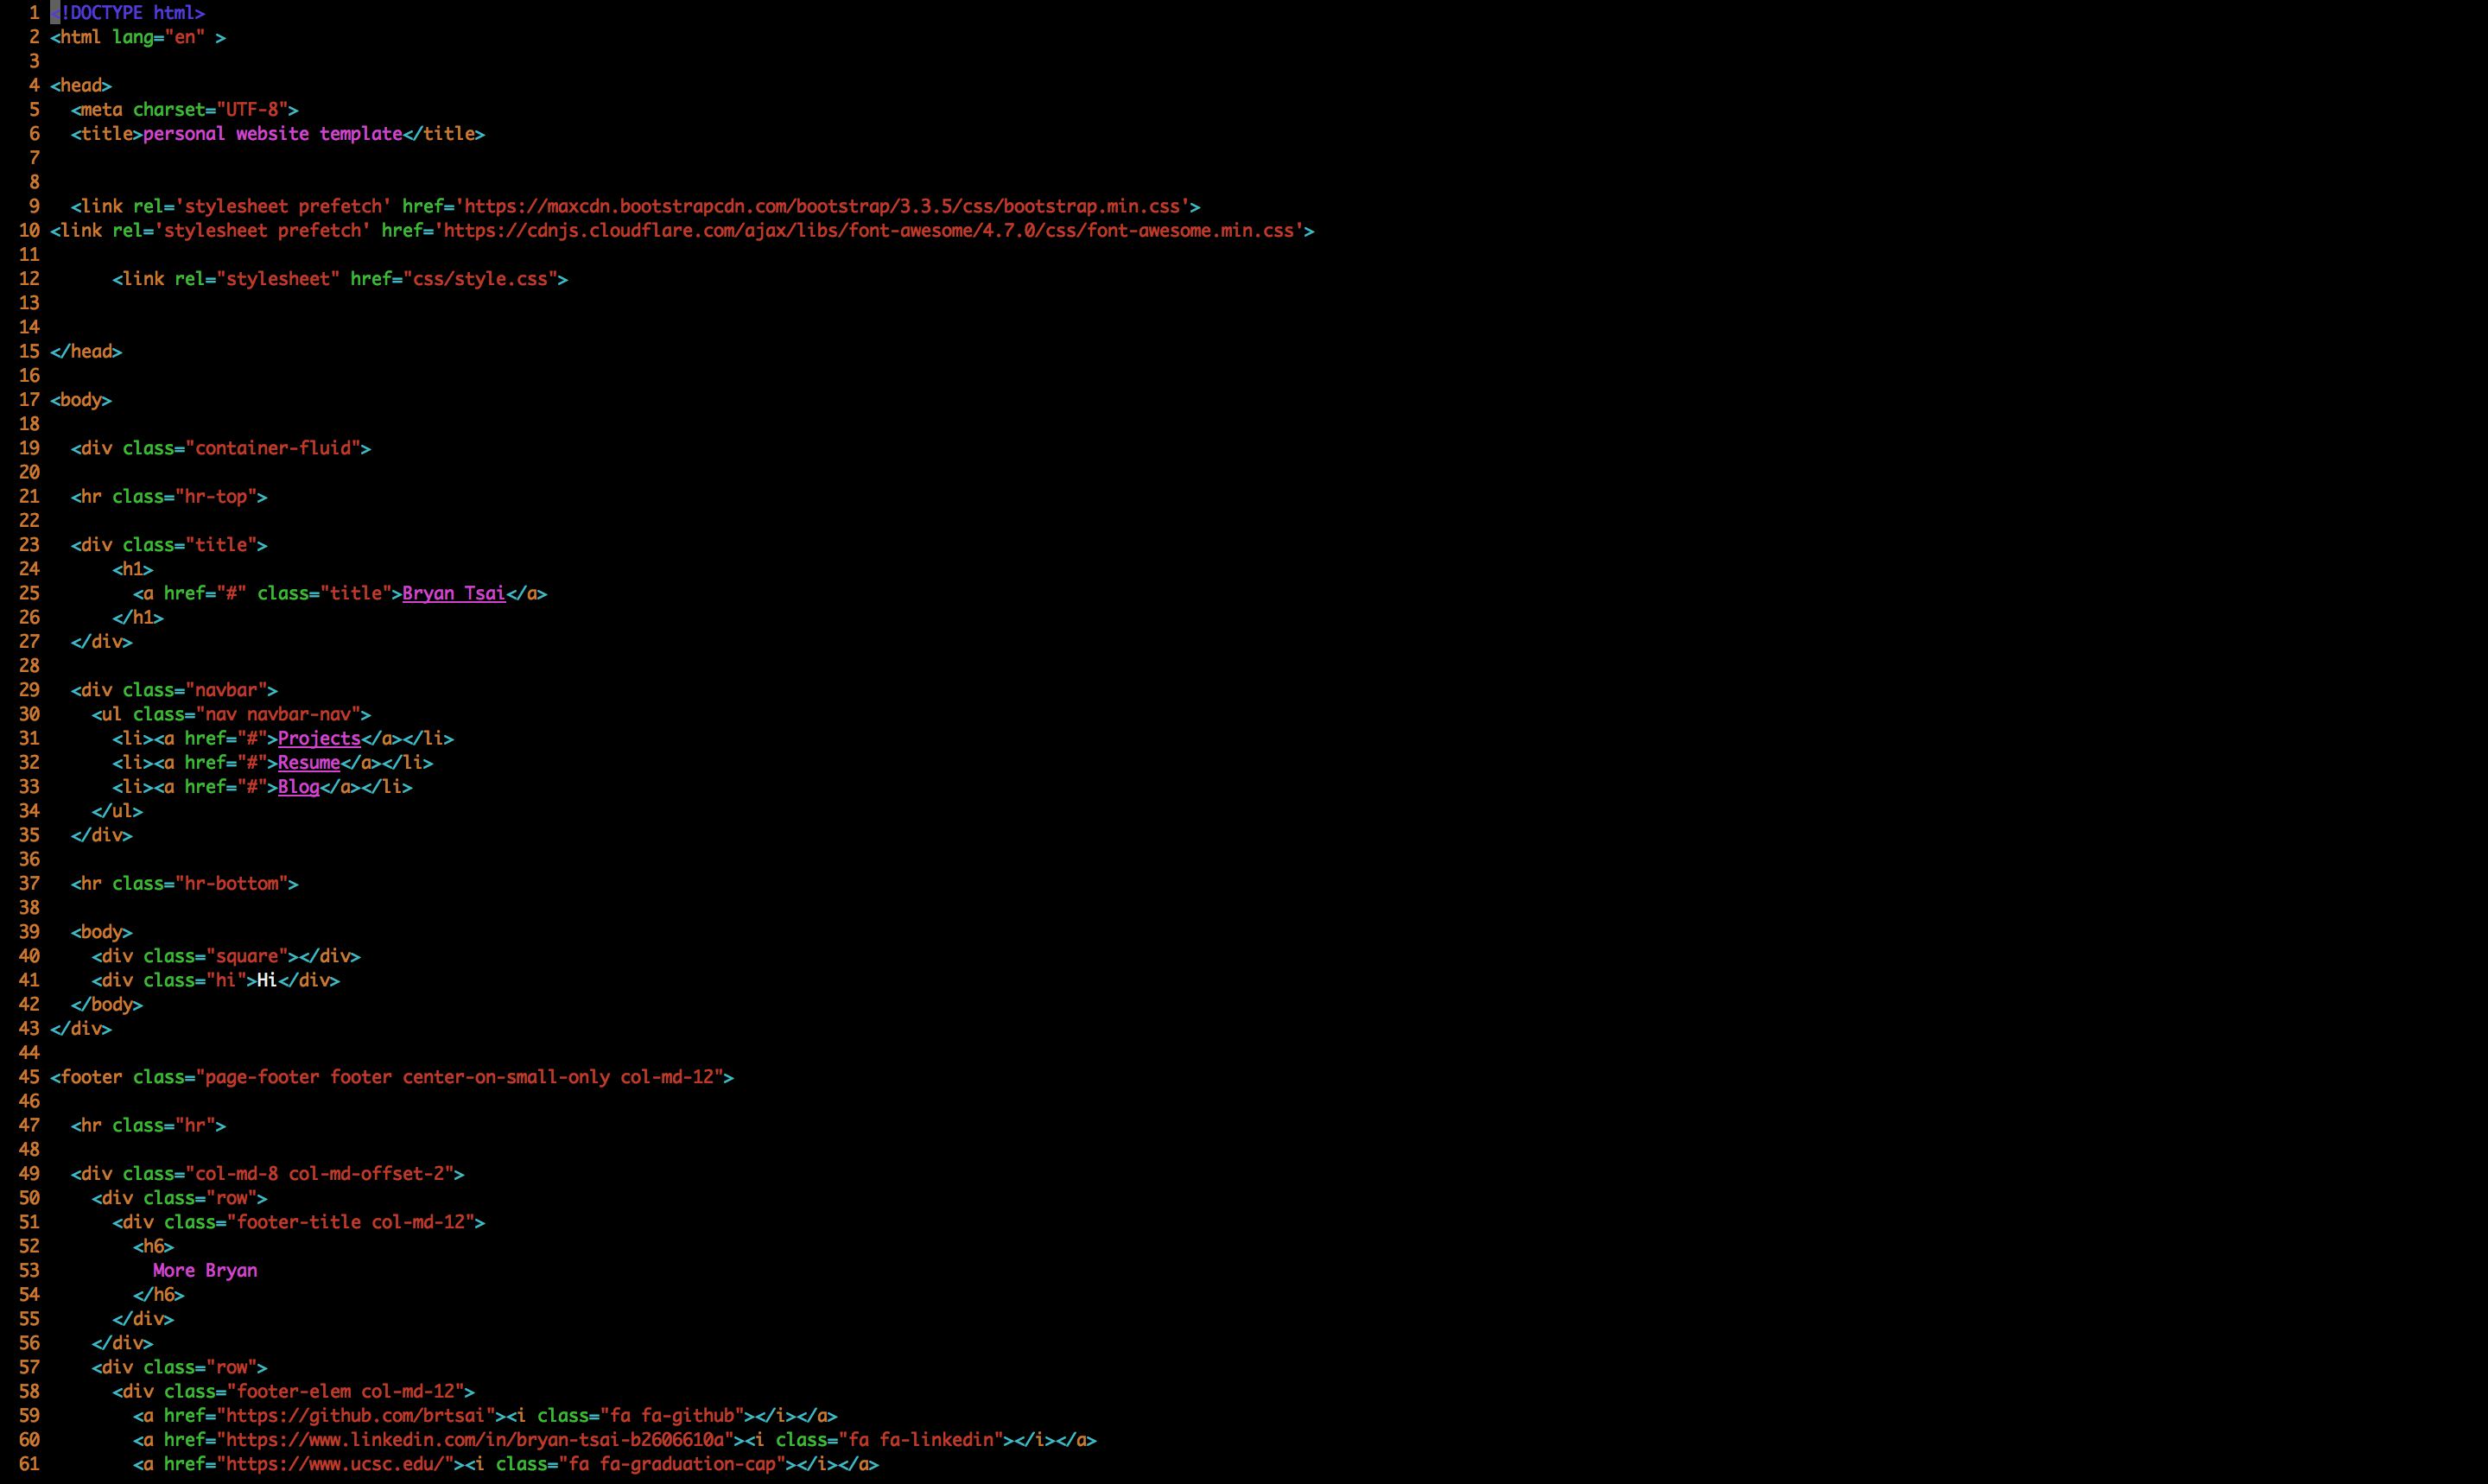 1 <!DOCTYPE html>
2 <html lang="en" >
3
4 <head>
5   <meta charset="UTF-8">
6   <title>personal website template</title>
7
8
9   <link rel='stylesheet prefetch' href='https://maxcdn.bootstrapcdn.com/bootstrap/3.3.5/css/bootstrap.min.css'>
10 <link rel='stylesheet prefetch' href='https://cdnjs.cloudflare.com/ajax/libs/font-awesome/4.7.0/css/font-awesome.min.css'>
11
12       <link rel="stylesheet" href="css/style.css">
13
14
15 </head>
16
17 <body>
18
19   <div class="container-fluid">
20
21   <hr class="hr-top">
22
23   <div class="title">
24       <h1>
25         <a href="#" class="title">Bryan Tsai</a>
26       </h1>
27   </div>
28
29   <div class="navbar">
30     <ul class="nav navbar-nav">
31       <li><a href="#">Projects</a></li>
32       <li><a href="#">Resume</a></li>
33       <li><a href="#">Blog</a></li>
34     </ul>
35   </div>
36
37   <hr class="hr-bottom">
38
39   <body>
40     <div class="square"></div>
41     <div class="hi">Hi</div>
42   </body>
43 </div>
44
45 <footer class="page-footer footer center-on-small-only col-md-12">
46
47   <hr class="hr">
48
49   <div class="col-md-8 col-md-offset-2">
50     <div class="row">
51       <div class="footer-title col-md-12">
52         <h6>
53           More Bryan
54         </h6>
55       </div>
56     </div>
57     <div class="row">
58       <div class="footer-elem col-md-12">
59         <a href="https://github.com/brtsai"><i class="fa fa-github"></i></a>
60         <a href="https://www.linkedin.com/in/bryan-tsai-b2606610a"><i class="fa fa-linkedin"></i></a>
61         <a href="https://www.ucsc.edu/"><i class="fa fa-graduation-cap"></i></a>